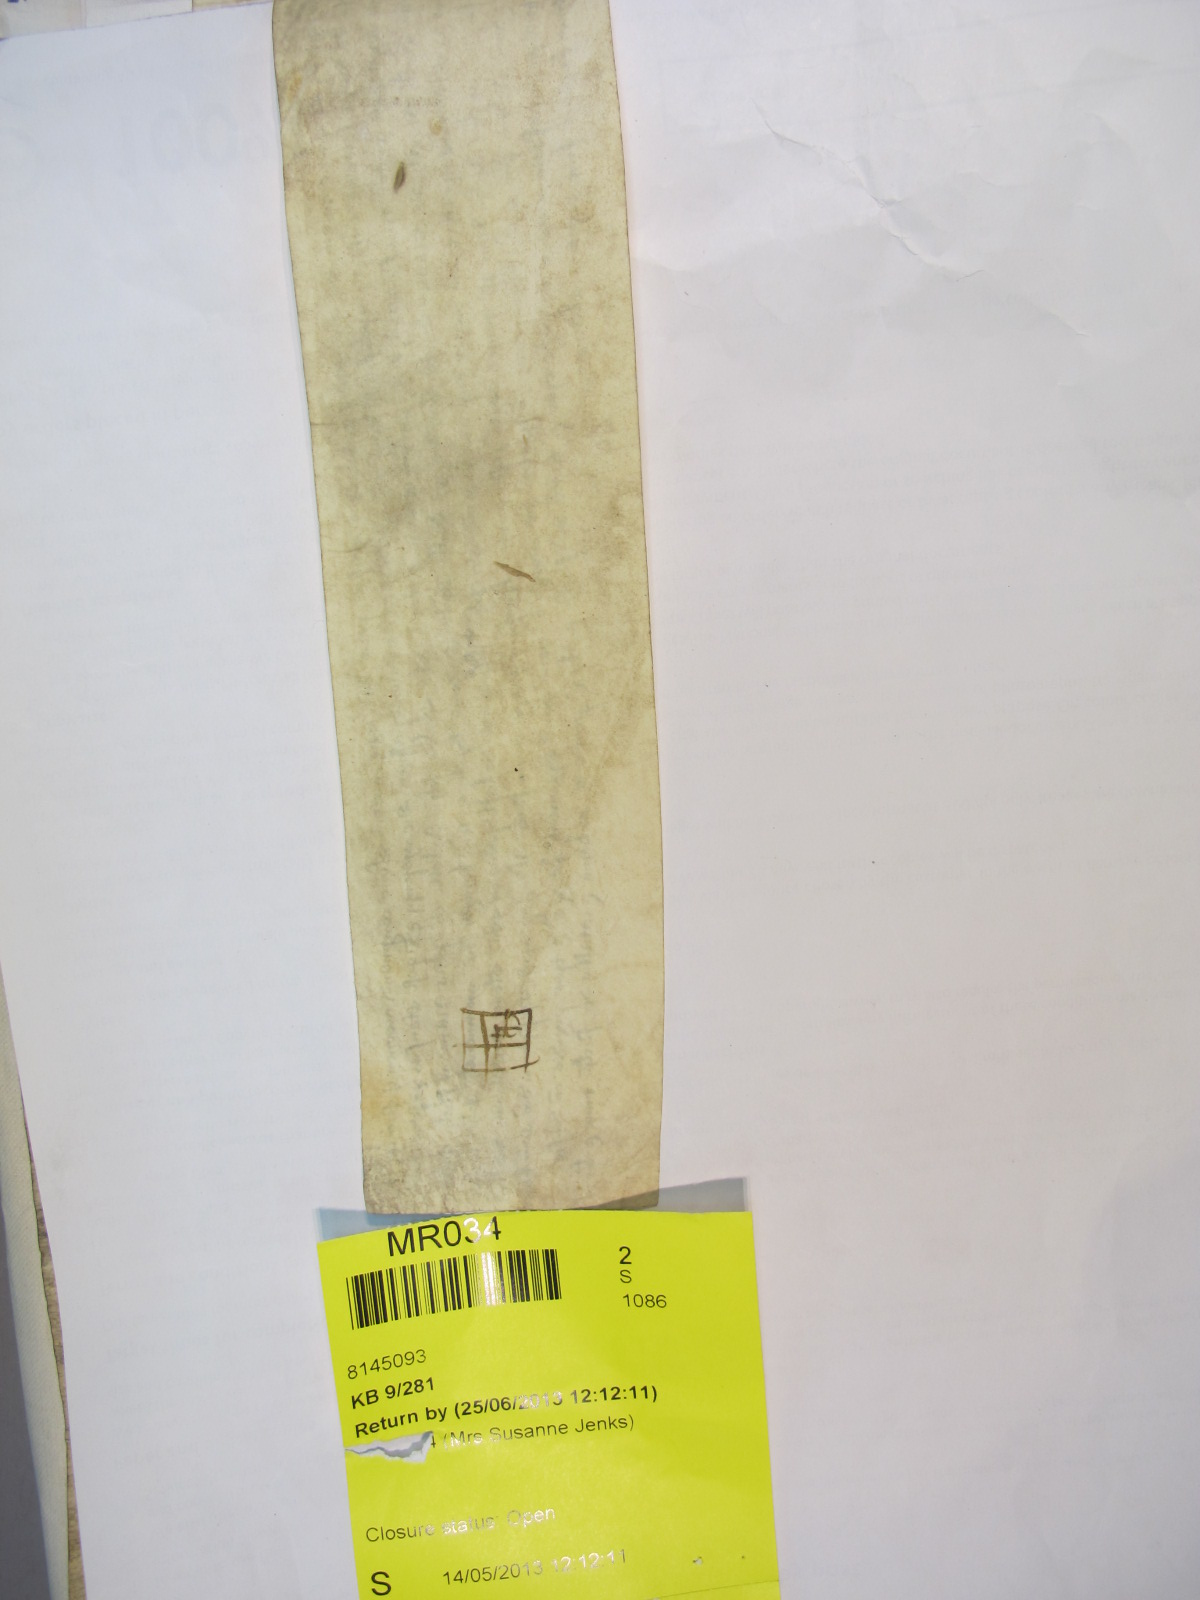 MR034
2
S
1086
8145093
KB 9/281
Return by (25/06/2013 12:12:11)
(Mrs Susanne Jenks)
Closure status: Open
S
14/05/2013 12:12:11